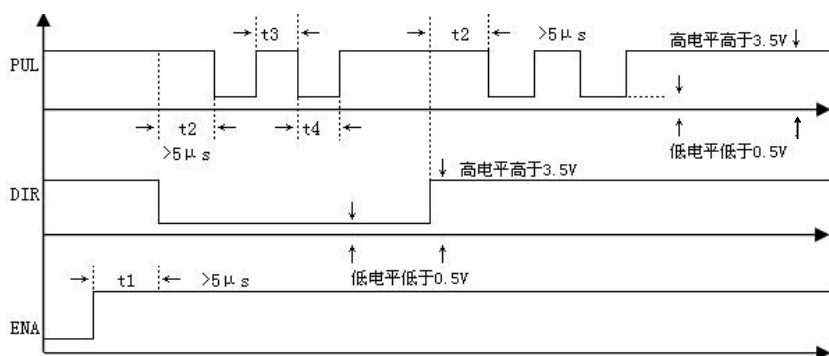 t3
t2
>5μs
高电平高于3.5V
PUL
t2
t4
>5μs
低电平低于0.5V
高电平高于3.5V
DIR
t1
>5μs
低电平低于0.5V
ENA